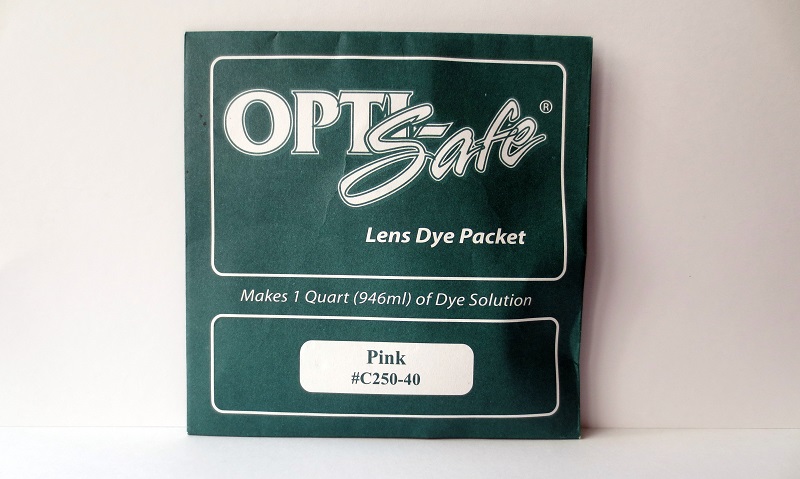 OPTI-Safe®
Lens Dye Packet
Makes 1 Quart (946ml) of Dye Solution
Pink
#C250-40